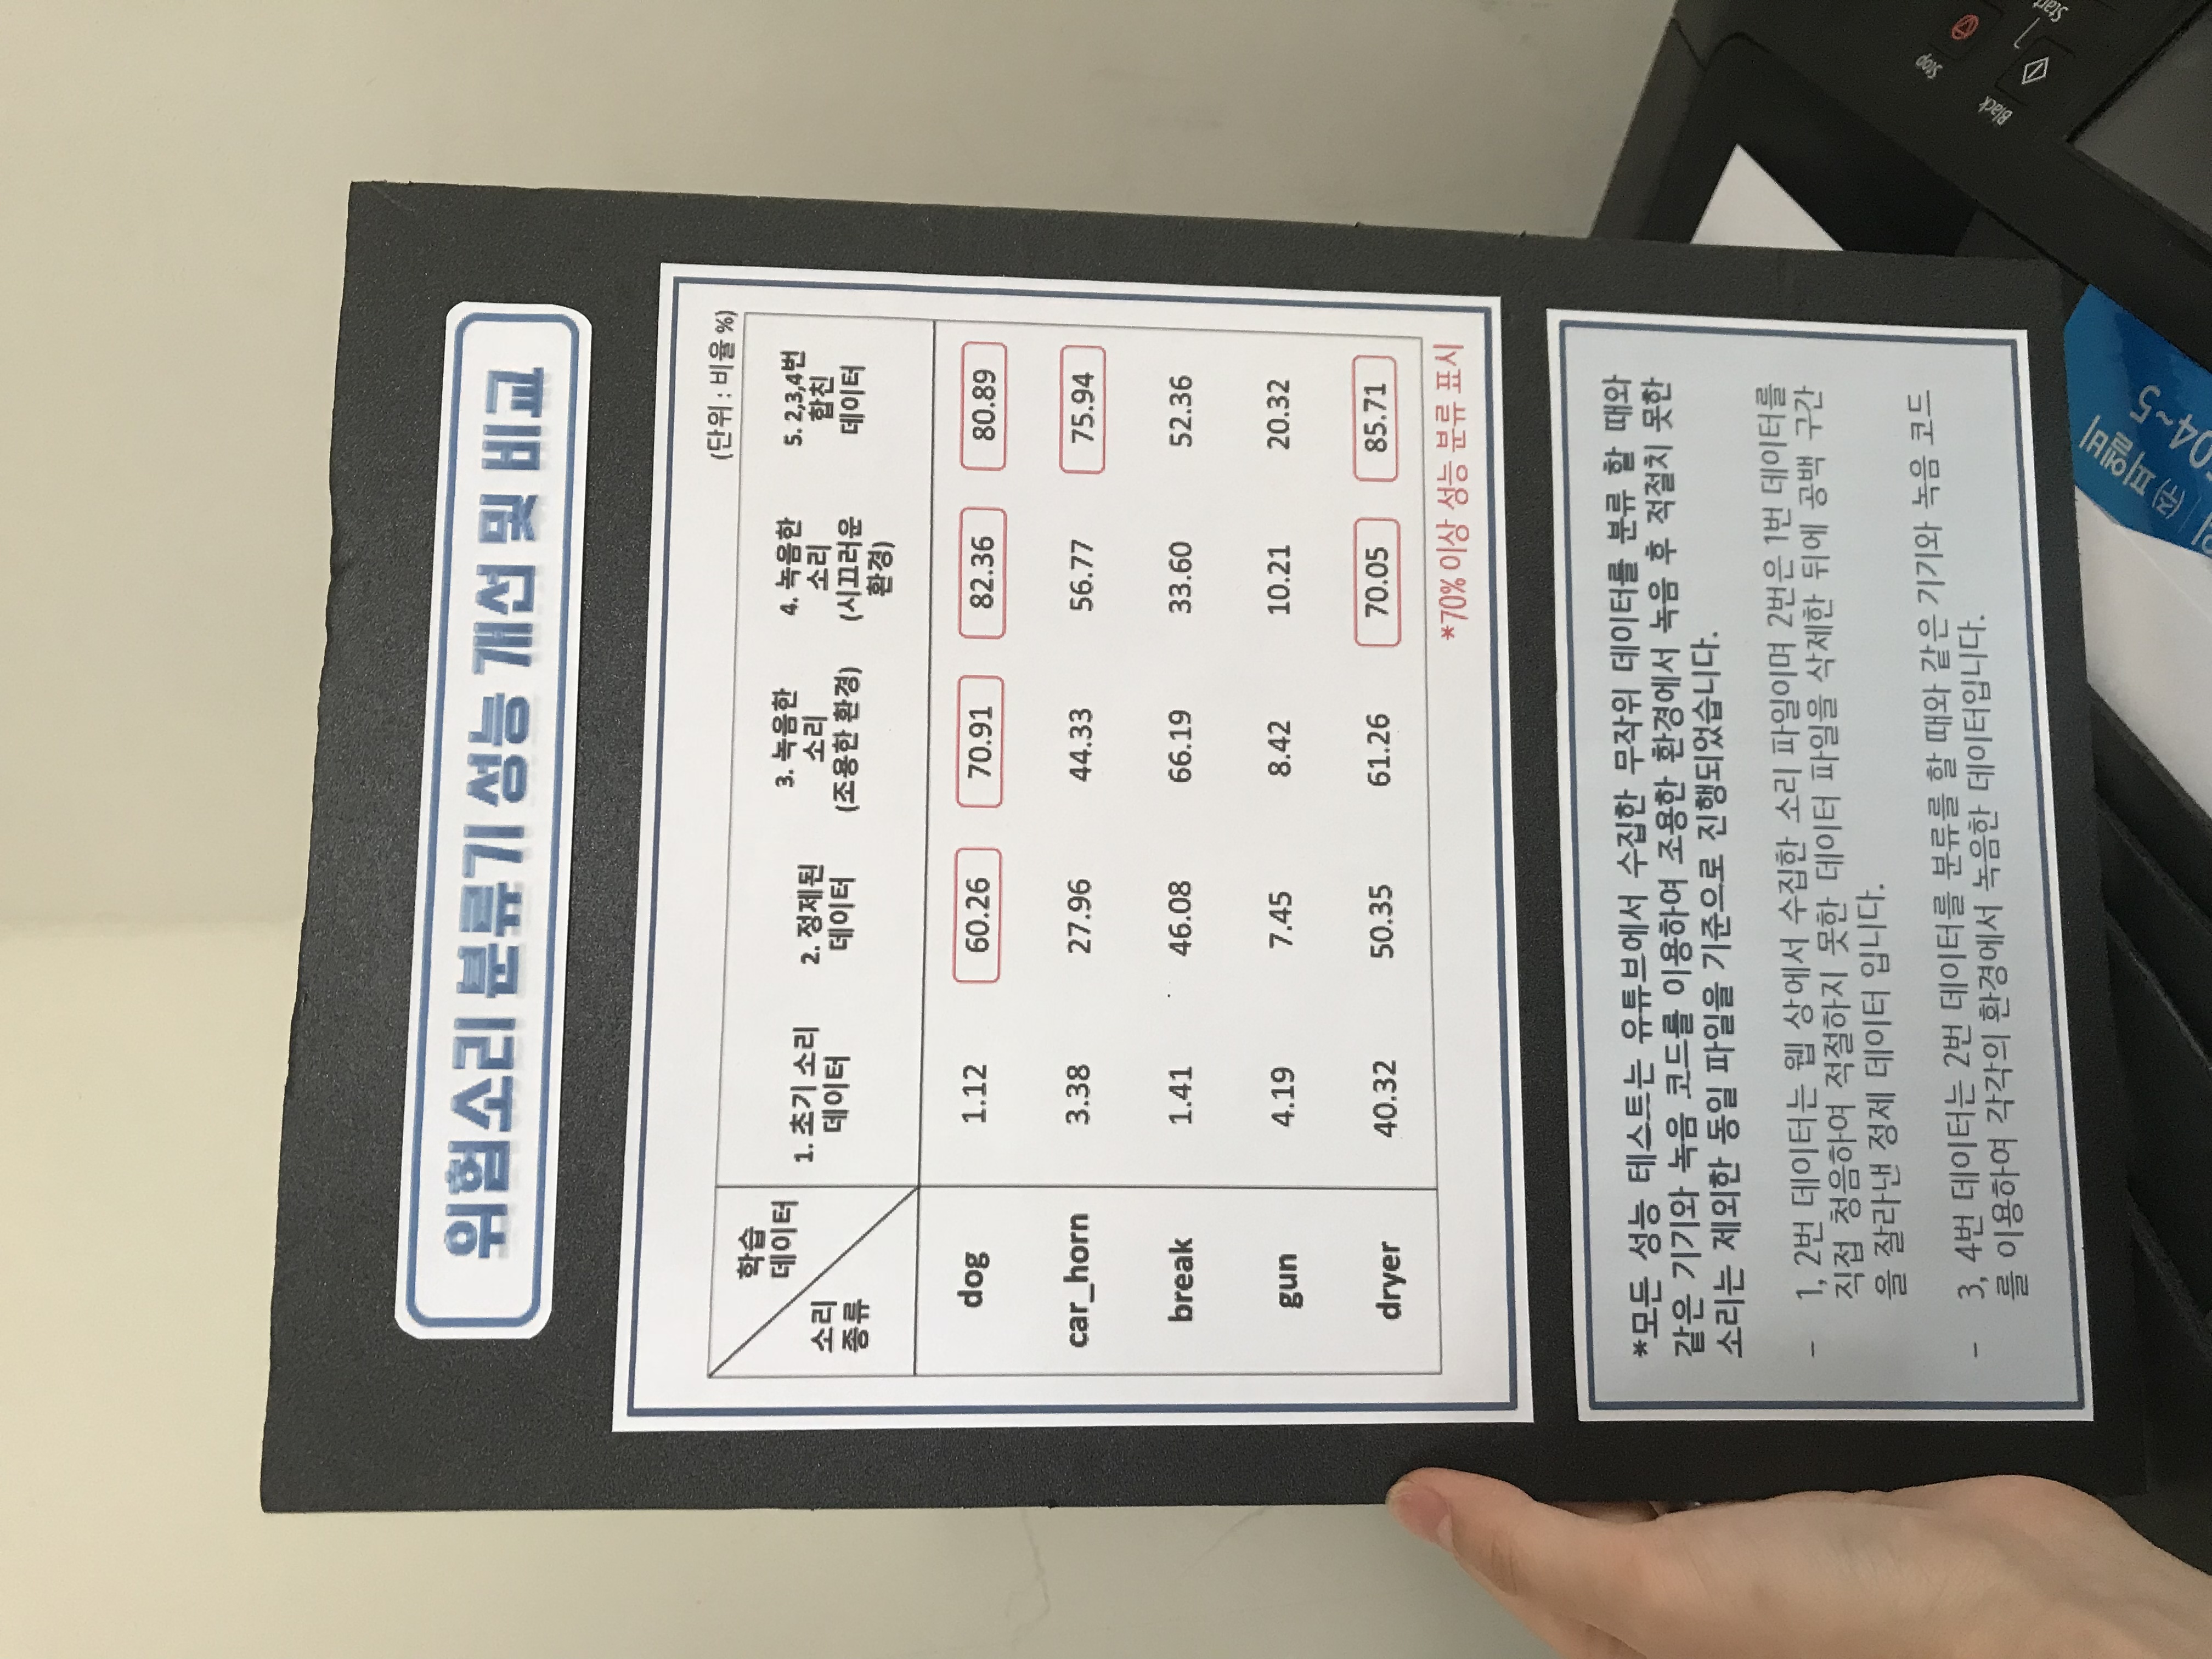 위험소리 분류기 성능 개선 및 비교
(단위 : 비율 %)
학습
데이터
소리
종류
1. 초기 소리
데이터
2. 정제된
데이터
3. 녹음한
소리
(조용한 환경)
4. 녹음한
소리
(시끄러운
환경)
5. 2,3,4번
합친
데이터
dog 1.12 60.26 70.91 82.36 80.89
car_horn 3.38 27.96 44.33 56.77 75.94
break 1.41 46.08 66.19 33.60 52.36
gun 4.19 7.45 8.42 10.21 20.32
dryer 40.32 50.35 61.26 70.05 85.71
*70% 이상 성능 분류 표시
*모든 성능 테스트는 유튜브에서 수집한 무작위 데이터를 분류 할 때와
같은 기기와 녹음 코드를 이용하여 조용한 환경에서 녹음 후 적절치 못한
소리는 제외한 동일 파일을 기준으로 진행되었습니다.
- 1, 2번 데이터는 웹 상에서 수집한 소리 파일이며 2번은 1번 데이터를
직접 청음하여 적절하지 못한 데이터 파일을 삭제한 뒤에 공백 구간
을 잘라낸 정제 데이터 입니다.
- 3, 4번 데이터는 2번 데이터를 분류를 할 때와 같은 기기와 녹음 코드
를 이용하여 각각의 환경에서 녹음한 데이터입니다.
Stop
Black
Start
(주)피엘비
04~5